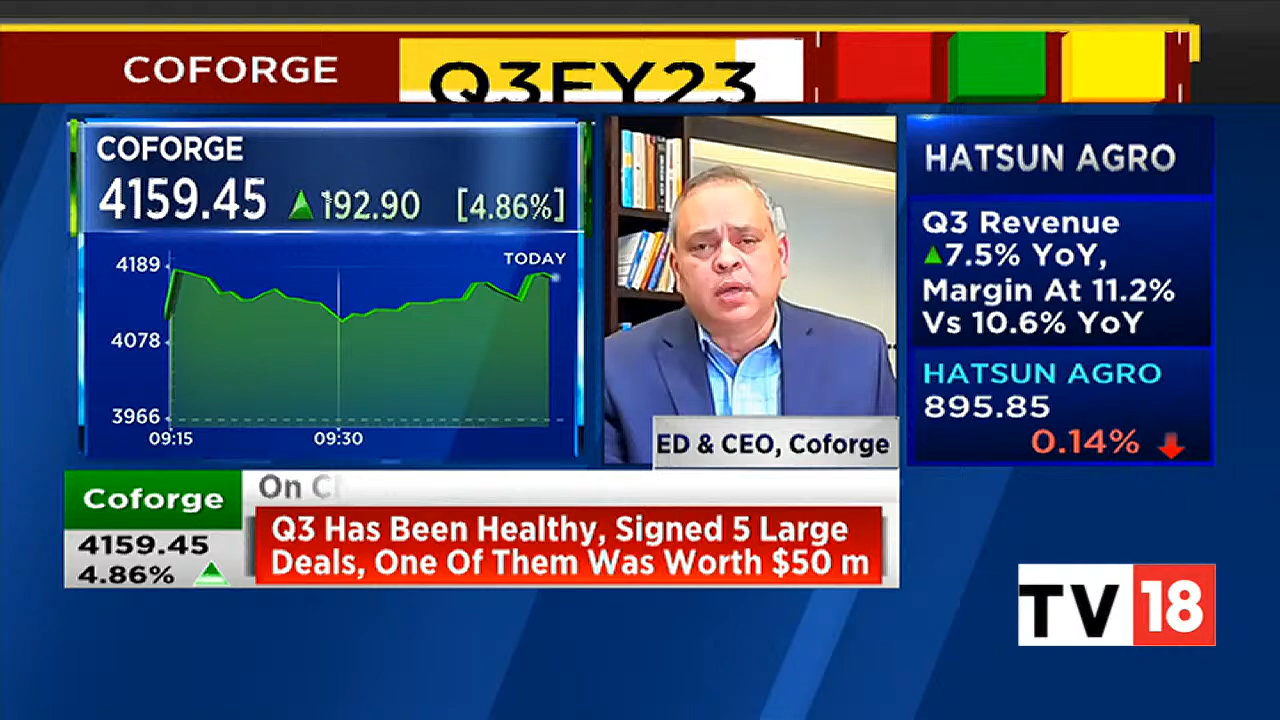 COFORGE
Q3FY23
COFORGE
4159.45 ▲ 192.90 [4.86%]
TODAY
4189
4078
3966
09:15 09:30
ED & CEO, Coforge
HATSUN AGRO
Q3 Revenue
▲7.5% YoY,
Margin At 11.2%
Vs 10.6% YoY
HATSUN AGRO
895.85
0.14%
Coforge
4159.45
4.86%
On C
Q3 Has Been Healthy, Signed 5 Large
Deals, One Of Them Was Worth $50 m
TV18